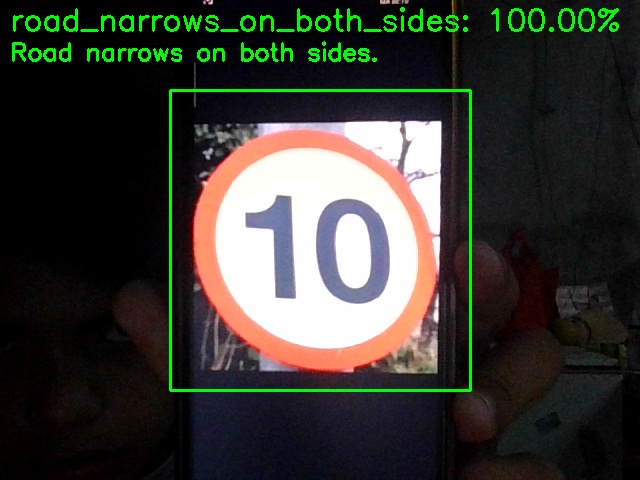 road_narrows_on_both_sides: 100.00%
Road narrows on both sides.
10